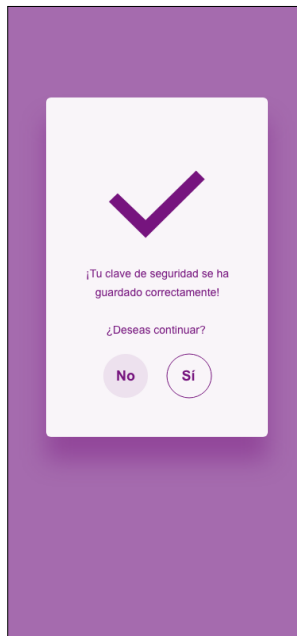 ¡Tu clave de seguridad se ha
guardado correctamente!
¿Deseas continuar?
No Sí